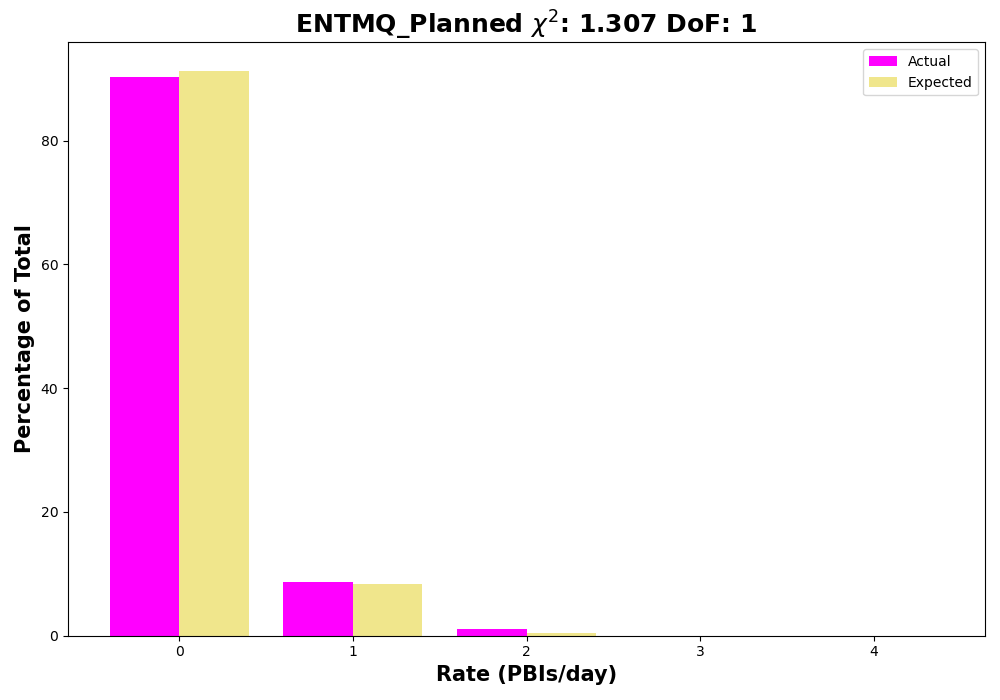 ENTMQ_Planned χ²: 1.307 DoF: 1
Actual
Expected
Percentage of Total
80
60
40
20
0
0 1 2 3 4
Rate (PBIs/day)